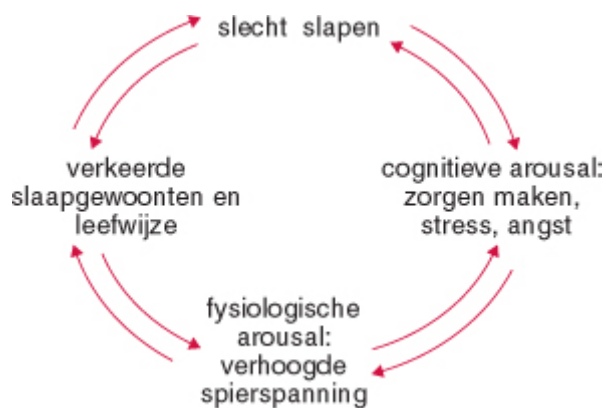 slecht slapen
verkeerde
slaapgewoonten en
leefwijze
cognitieve arousal:
zorgen maken,
stress, angst
fysiologische
arousal:
verhoogde
spierspanning